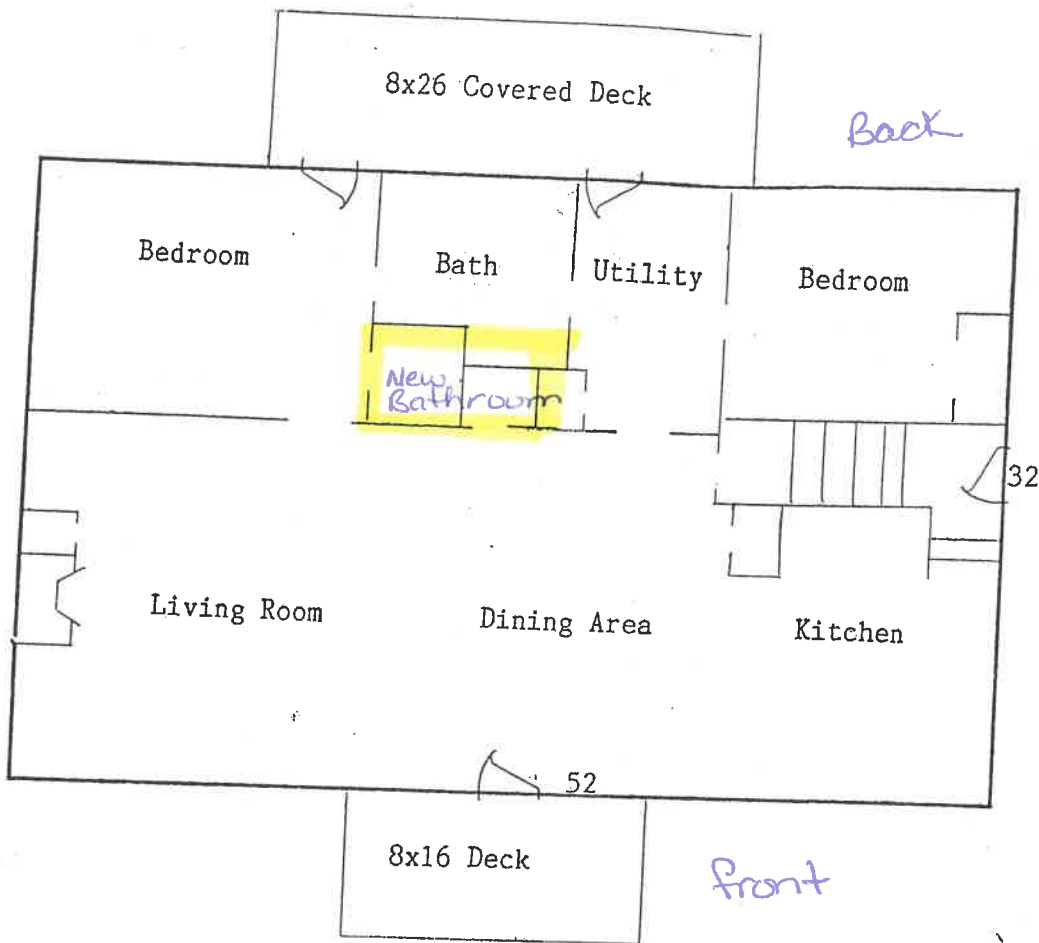 8x26 Covered Deck
Back
Bedroom
Bath
Utility
Bedroom
New
Bathroom
32
Living Room
Dining Area
Kitchen
52
8x16 Deck
front